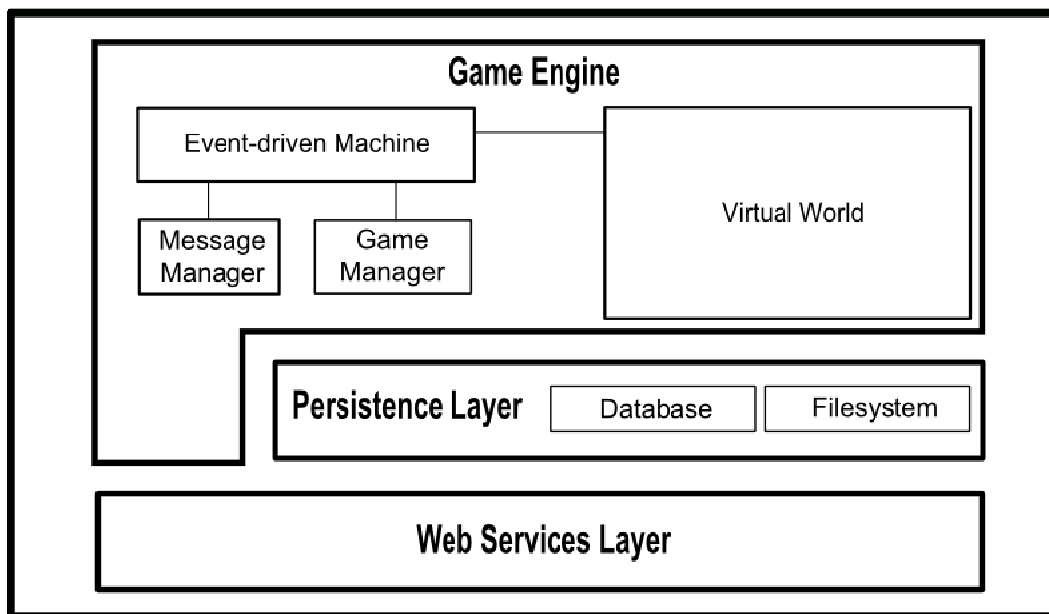 Game Engine
Event-driven Machine
Virtual World
Message
Manager
Game
Manager
Persistence Layer
Database
Filesystem
Web Services Layer